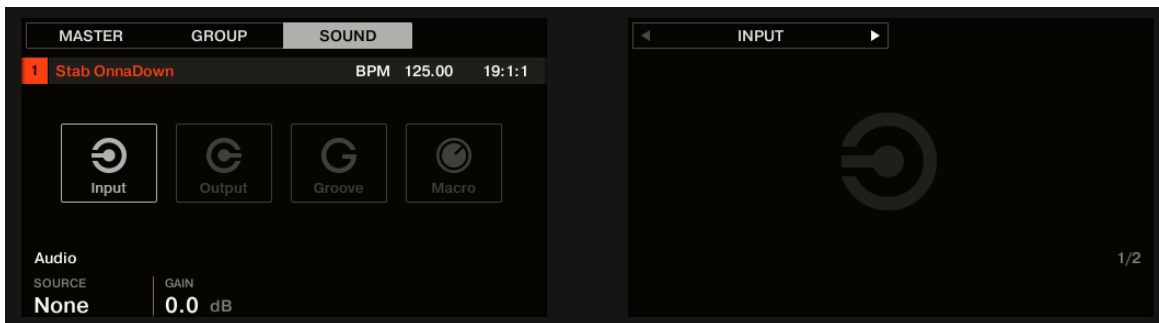 MASTER GROUP SOUND
1 Stab OnnaDown BPM 125.00 19:1:1
Input Output Groove Macro
Audio
SOURCE GAIN
None 0.0 dB
INPUT
1/2